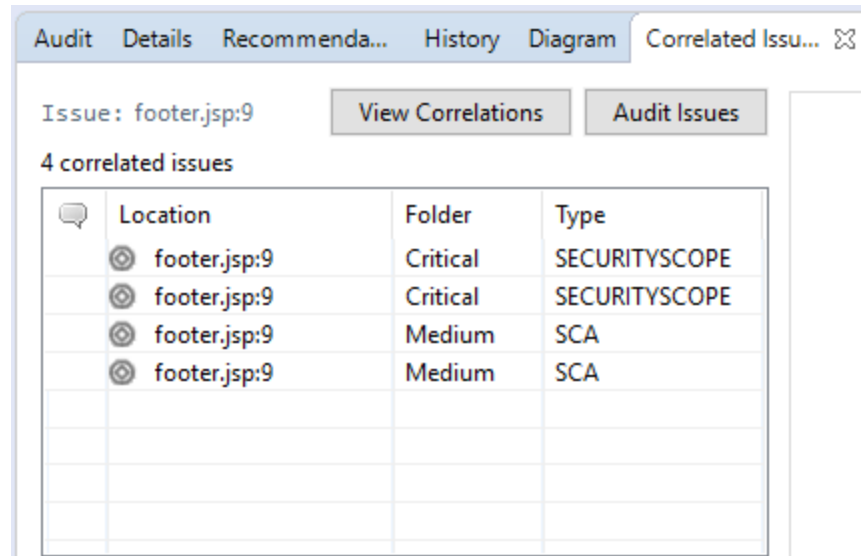 Audit Details Recommenda... History Diagram Correlated Issu...
Issue: footer.jsp:9 View Correlations Audit Issues
4 correlated issues
Location Folder Type
footer.jsp:9 Critical SECURITYSCOPE
footer.jsp:9 Critical SECURITYSCOPE
footer.jsp:9 Medium SCA
footer.jsp:9 Medium SCA